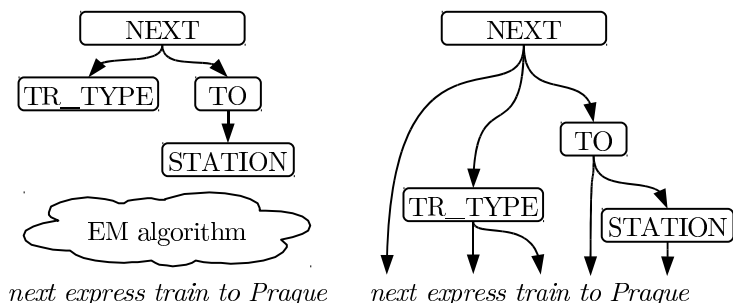 NEXT
TR_TYPE TO
STATION
EM algorithm
next express train to Prague
NEXT
TO
TR_TYPE
STATION
next express train to Prague